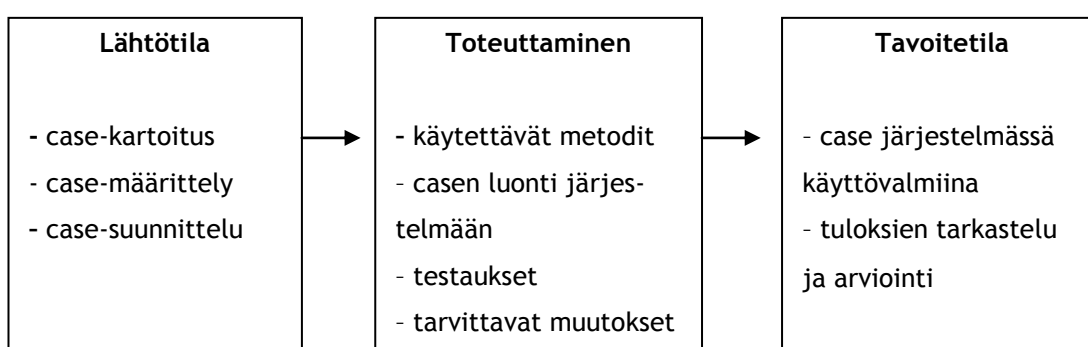 Lähtötila
- case-kartoitus
- case-määrittely
- case-suunnittelu
Toteuttaminen
- käytettävät metodit
– casen luonti järjes-
telmään
– testaukset
– tarvittavat muutokset
Tavoitetila
– case järjestelmässä
käyttövalmiina
– tuloksien tarkastelu
ja arviointi